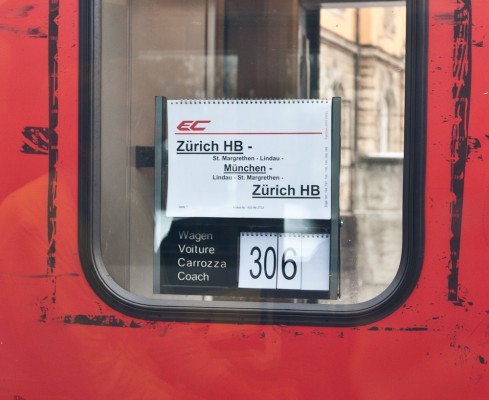 EC
Zürich HB -
St. Margrethen - Lindau -
München -
Lindau - St. Margrethen -
Zürich HB
Wagen
Voiture
Carrozza
Coach
306